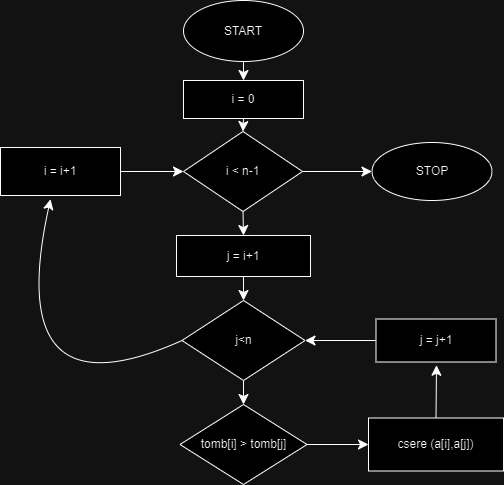 START
i = 0
i = i+1
i < n-1
STOP
j = i+1
j<n
j = j+1
tomb[i] > tomb[j]
csere (a[i],a[j])